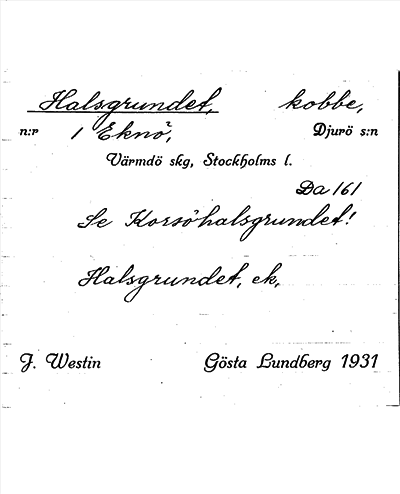 Halsgrundet, kobbe,
n:r 1 Eknö, Djurö s:n
Värmdö skg, Stockholms l.
Da 161
Se Korsöhalsgrundet!
Halsgrundet, ek.
J. Westin Gösta Lundberg 1931